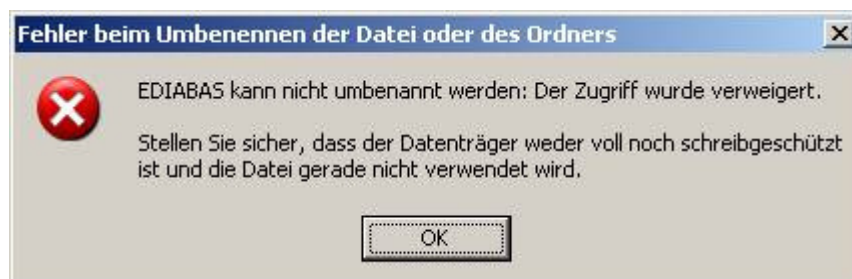 Fehler beim Umbenennen der Datei oder des Ordners
EDIABAS kann nicht umbenannt werden: Der Zugriff wurde verweigert.
Stellen Sie sicher, dass der Datenträger weder voll noch schreibgeschützt
ist und die Datei gerade nicht verwendet wird.
OK